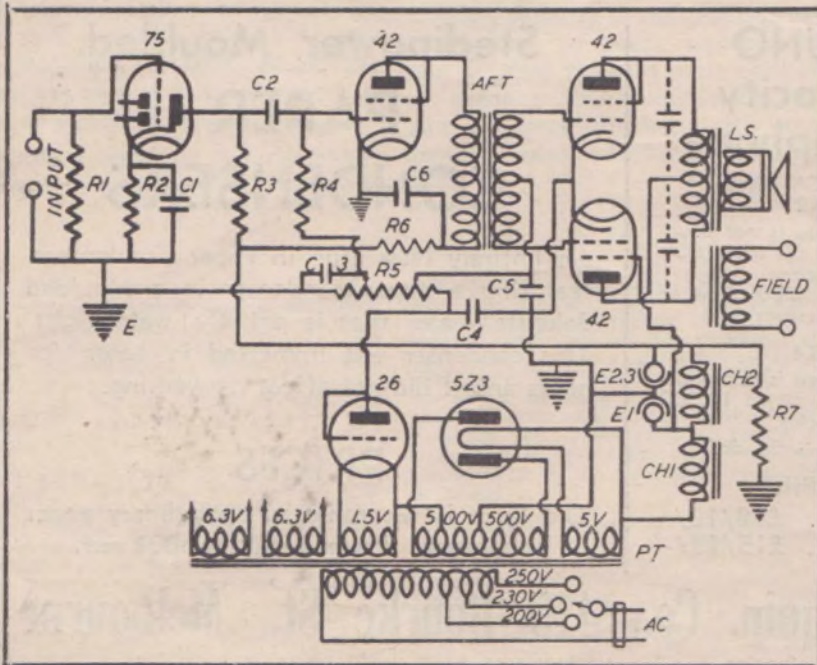 75
42
42
AFT
C2
L.S.
INPUT
R1
R2
C1
R3
R4
C6
R6
C 3
R5
C5
C4
FIELD
E
42
26
5Z3
E2.3
E1
CH2
CH1
R7
6.3V
6.3V
1.5V
500V
500V
5V
PT
250V
230V
200V
AC